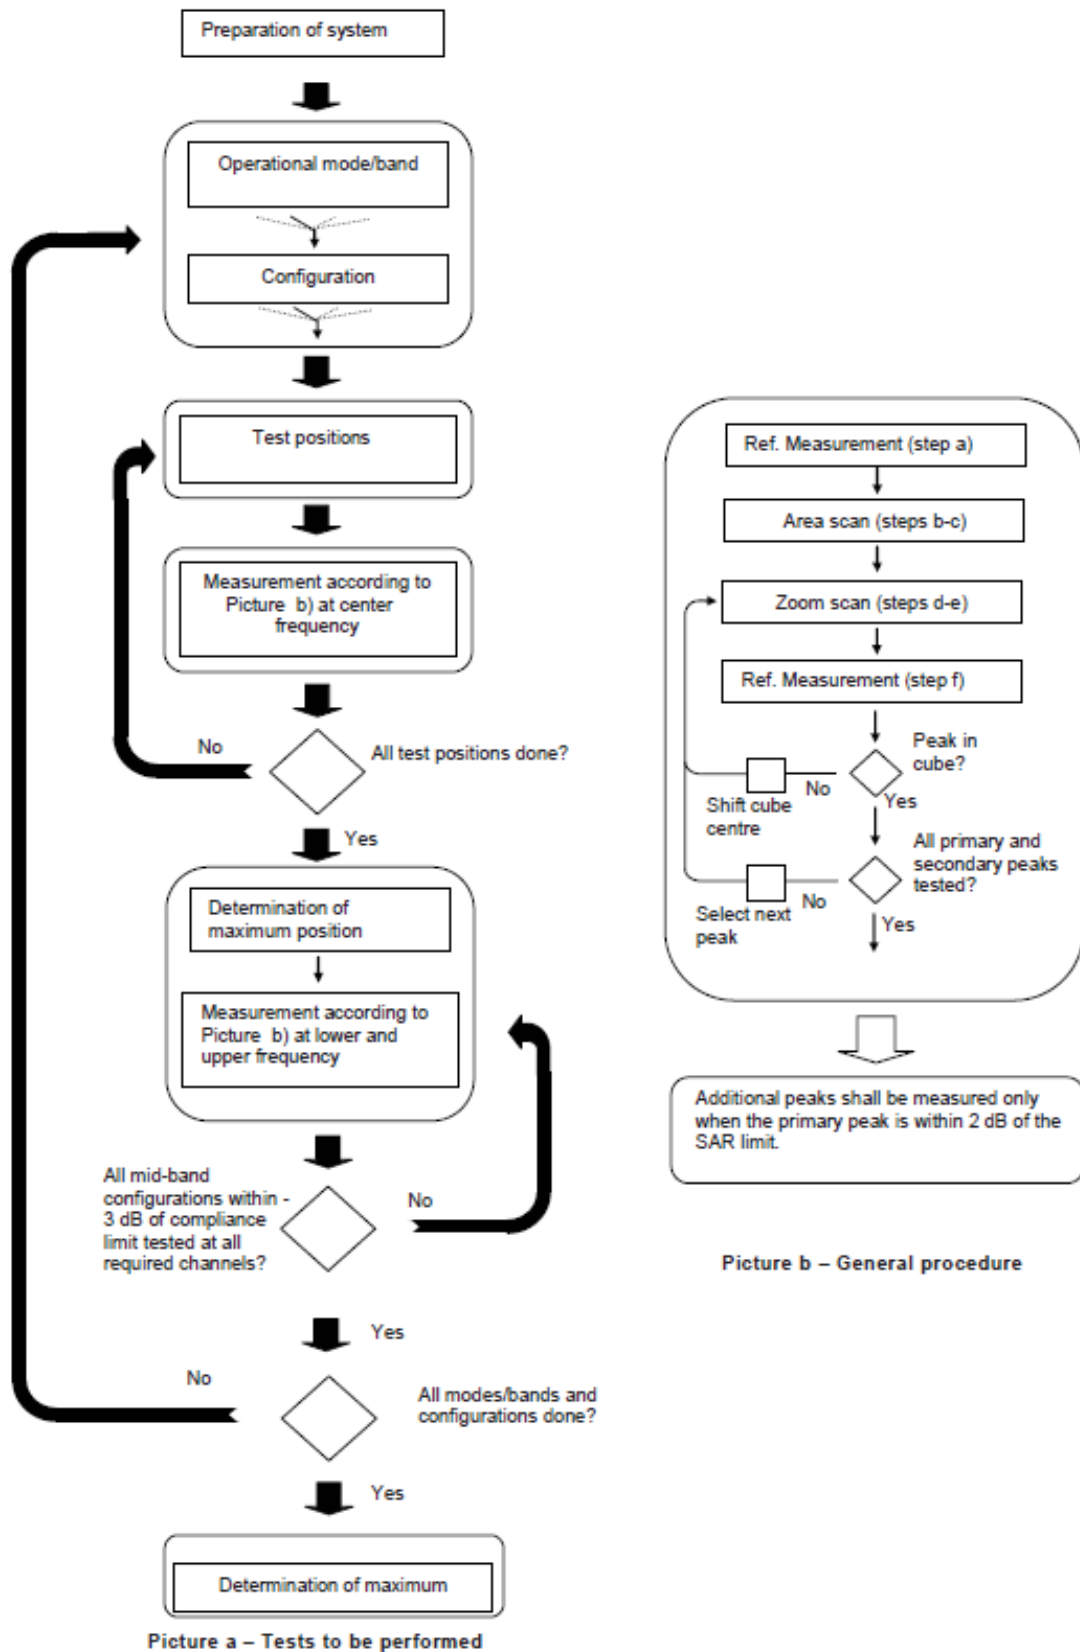 Preparation of system
Operational mode/band
Configuration
Test positions
Measurement according to
Picture b) at center
frequency
No
All test positions done?
Yes
Determination of
maximum position
Measurement according to
Picture b) at lower and
upper frequency
All mid-band
configurations within -
3 dB of compliance
limit tested at all
required channels?
No
Yes
No
All modes/bands and
configurations done?
Yes
Determination of maximum
Picture a – Tests to be performed
Ref. Measurement (step a)
Area scan (steps b-c)
Zoom scan (steps d-e)
Ref. Measurement (step f)
Peak in
cube?
No
Yes
Shift cube
centre
All primary and
secondary peaks
tested?
No
Yes
Select next
peak
Additional peaks shall be measured only
when the primary peak is within 2 dB of the
SAR limit.
Picture b – General procedure